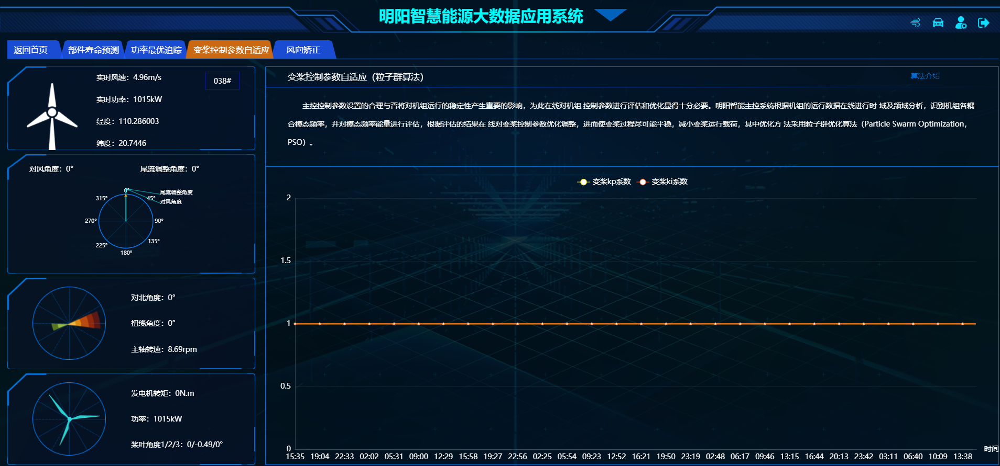 明阳智慧能源大数据应用系统
返回首页 部件寿命预测 功率最优追踪 变桨控制参数自适应 风向矫正
实时风速：4.96m/s
038#
实时功率：1015kW
经度：110.286003
纬度：20.7446
对风角度：0° 尾流调整角度：0°
0°
尾流调整角度
315° 45°
对风角度
270° 90°
225° 135°
180°
对北角度：0°
扭缆角度：0°
主轴转速：8.69rpm
发电机转矩：0N.m
功率：1015kW
桨叶角度1/2/3：0/-0.49/0°
变桨控制参数自适应（粒子群算法） 算法介绍
主控控制参数设置的合理与否将对机组运行的稳定性产生重要的影响，为此在线对机组 控制参数进行评估和优化显得十分必要。明阳智能主控系统根据机组的运行数据在线进行时 域及频域分析，识别机组各耦
合模态频率，并对模态频率能量进行评估，根据评估的结果在 线对变桨控制参数优化调整，进而使变桨过程尽可能平稳，减小变桨运行载荷，其中优化方 法采用粒子群优化算法（Particle Swarm Optimization，
PSO）。
变桨kp系数 变桨ki系数
2
1.5
1
0.5
0
时间
15:35 19:04 22:33 02:02 05:31 09:00 12:29 15:58 19:27 22:56 02:25 05:54 09:23 12:52 16:21 19:50 23:19 02:48 06:17 09:46 13:15 16:44 20:13 23:42 03:11 06:40 10:09 13:38